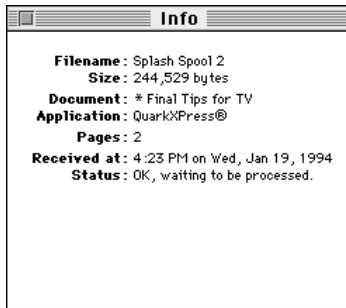 Info
Filename: Splash Spool 2
Size: 244,529 bytes
Document: * Final Tips for TV
Application: QuarkXPress®
Pages: 2
Received at: 4:23 PM on Wed, Jan 19, 1994
Status: OK, waiting to be processed.